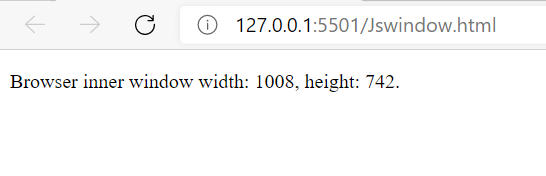 127.0.0.1:5501/Jswindow.html
Browser inner window width: 1008, height: 742.